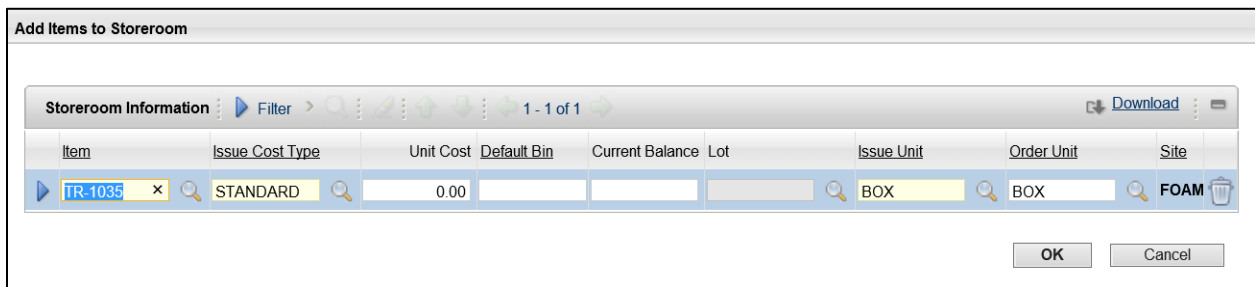 Add Items to Storeroom
Storeroom Information Filter 1 - 1 of 1 Download
Item Issue Cost Type Unit Cost Default Bin Current Balance Lot Issue Unit Order Unit Site
TR-1035 STANDARD 0.00 BOX BOX FOAM
OK Cancel